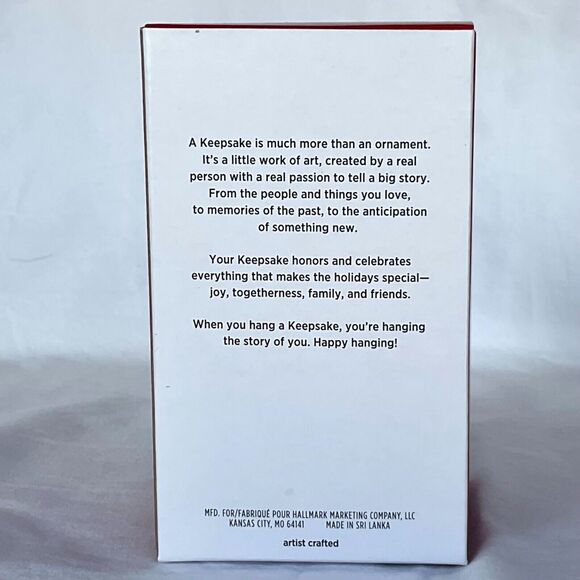 A Keepsake is much more than an ornament.
It's a little work of art, created by a real
person with a real passion to tell a big story.
From the people and things you love,
to memories of the past, to the anticipation
of something new.
Your Keepsake honors and celebrates
everything that makes the holidays special—
joy, togetherness, family, and friends.
When you hang a Keepsake, you're hanging
the story of you. Happy hanging!
MFD. FOR/FABRIQUÉ POUR HALLMARK MARKETING COMPANY, LLC
KANSAS CITY, MO 64141 MADE IN SRI LANKA
artist crafted